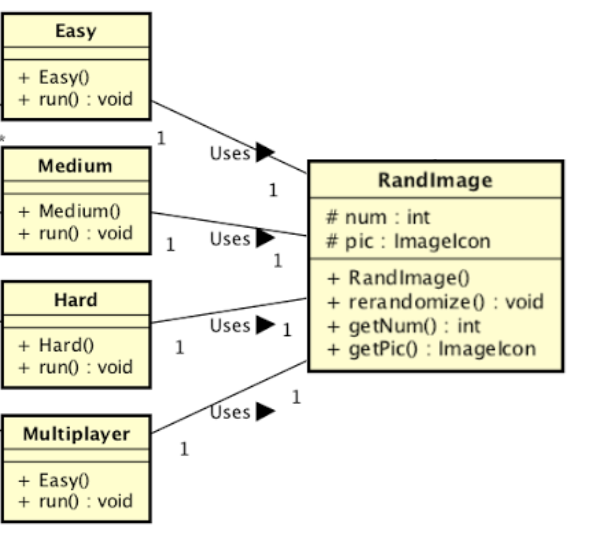 Easy
+ Easy()
+ run() : void
1
Uses
1
*
Medium
+ Medium()
+ run() : void
1
Uses
1
Hard
+ Hard()
+ run() : void
1
Uses
1
Multiplayer
+ Easy()
+ run() : void
1
Uses
1
RandImage
# num : int
# pic : ImageIcon
+ RandImage()
+ rerandomize() : void
+ getNum() : int
+ getPic() : ImageIcon